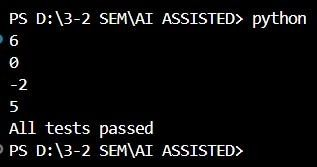 PS D:\3-2 SEM\AI ASSISTED> python
6
0
-2
5
All tests passed
PS D:\3-2 SEM\AI ASSISTED>